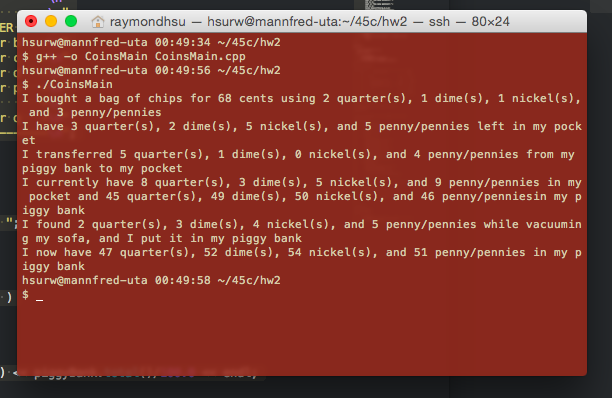 raymondhsu — hsurw@mannfred-uta:~/45c/hw2 — ssh — 80×24
hsurw@mannfred-uta 00:49:34 ~/45c/hw2
$ g++ -o CoinsMain CoinsMain.cpp
hsurw@mannfred-uta 00:49:56 ~/45c/hw2
$ ./CoinsMain
I bought a bag of chips for 68 cents using 2 quarter(s), 1 dime(s), 1 nickel(s),
and 3 penny/pennies
I have 3 quarter(s), 2 dime(s), 5 nickel(s), and 5 penny/pennies left in my pock
et
I transferred 5 quarter(s), 1 dime(s), 0 nickel(s), and 4 penny/pennies from my
piggy bank to my pocket
I currently have 8 quarter(s), 3 dime(s), 5 nickel(s), and 9 penny/pennies in my
pocket and 45 quarter(s), 49 dime(s), 50 nickel(s), and 46 penny/penniesin my p
iggy bank
I found 2 quarter(s), 3 dime(s), 4 nickel(s), and 5 penny/pennies while vacuumin
g my sofa, and I put it in my piggy bank
I now have 47 quarter(s), 52 dime(s), 54 nickel(s), and 51 penny/pennies in my p
iggy bank
hsurw@mannfred-uta 00:49:58 ~/45c/hw2
$ _